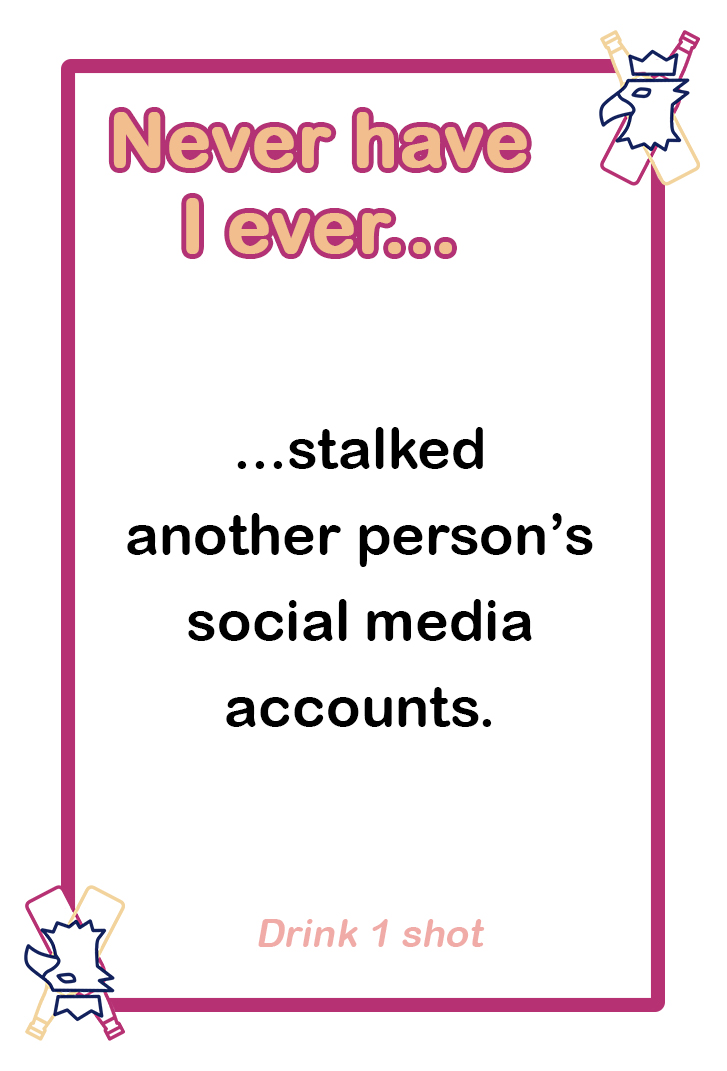 Never have
I ever...
...stalked
another person’s
social media
accounts.
Drink 1 shot